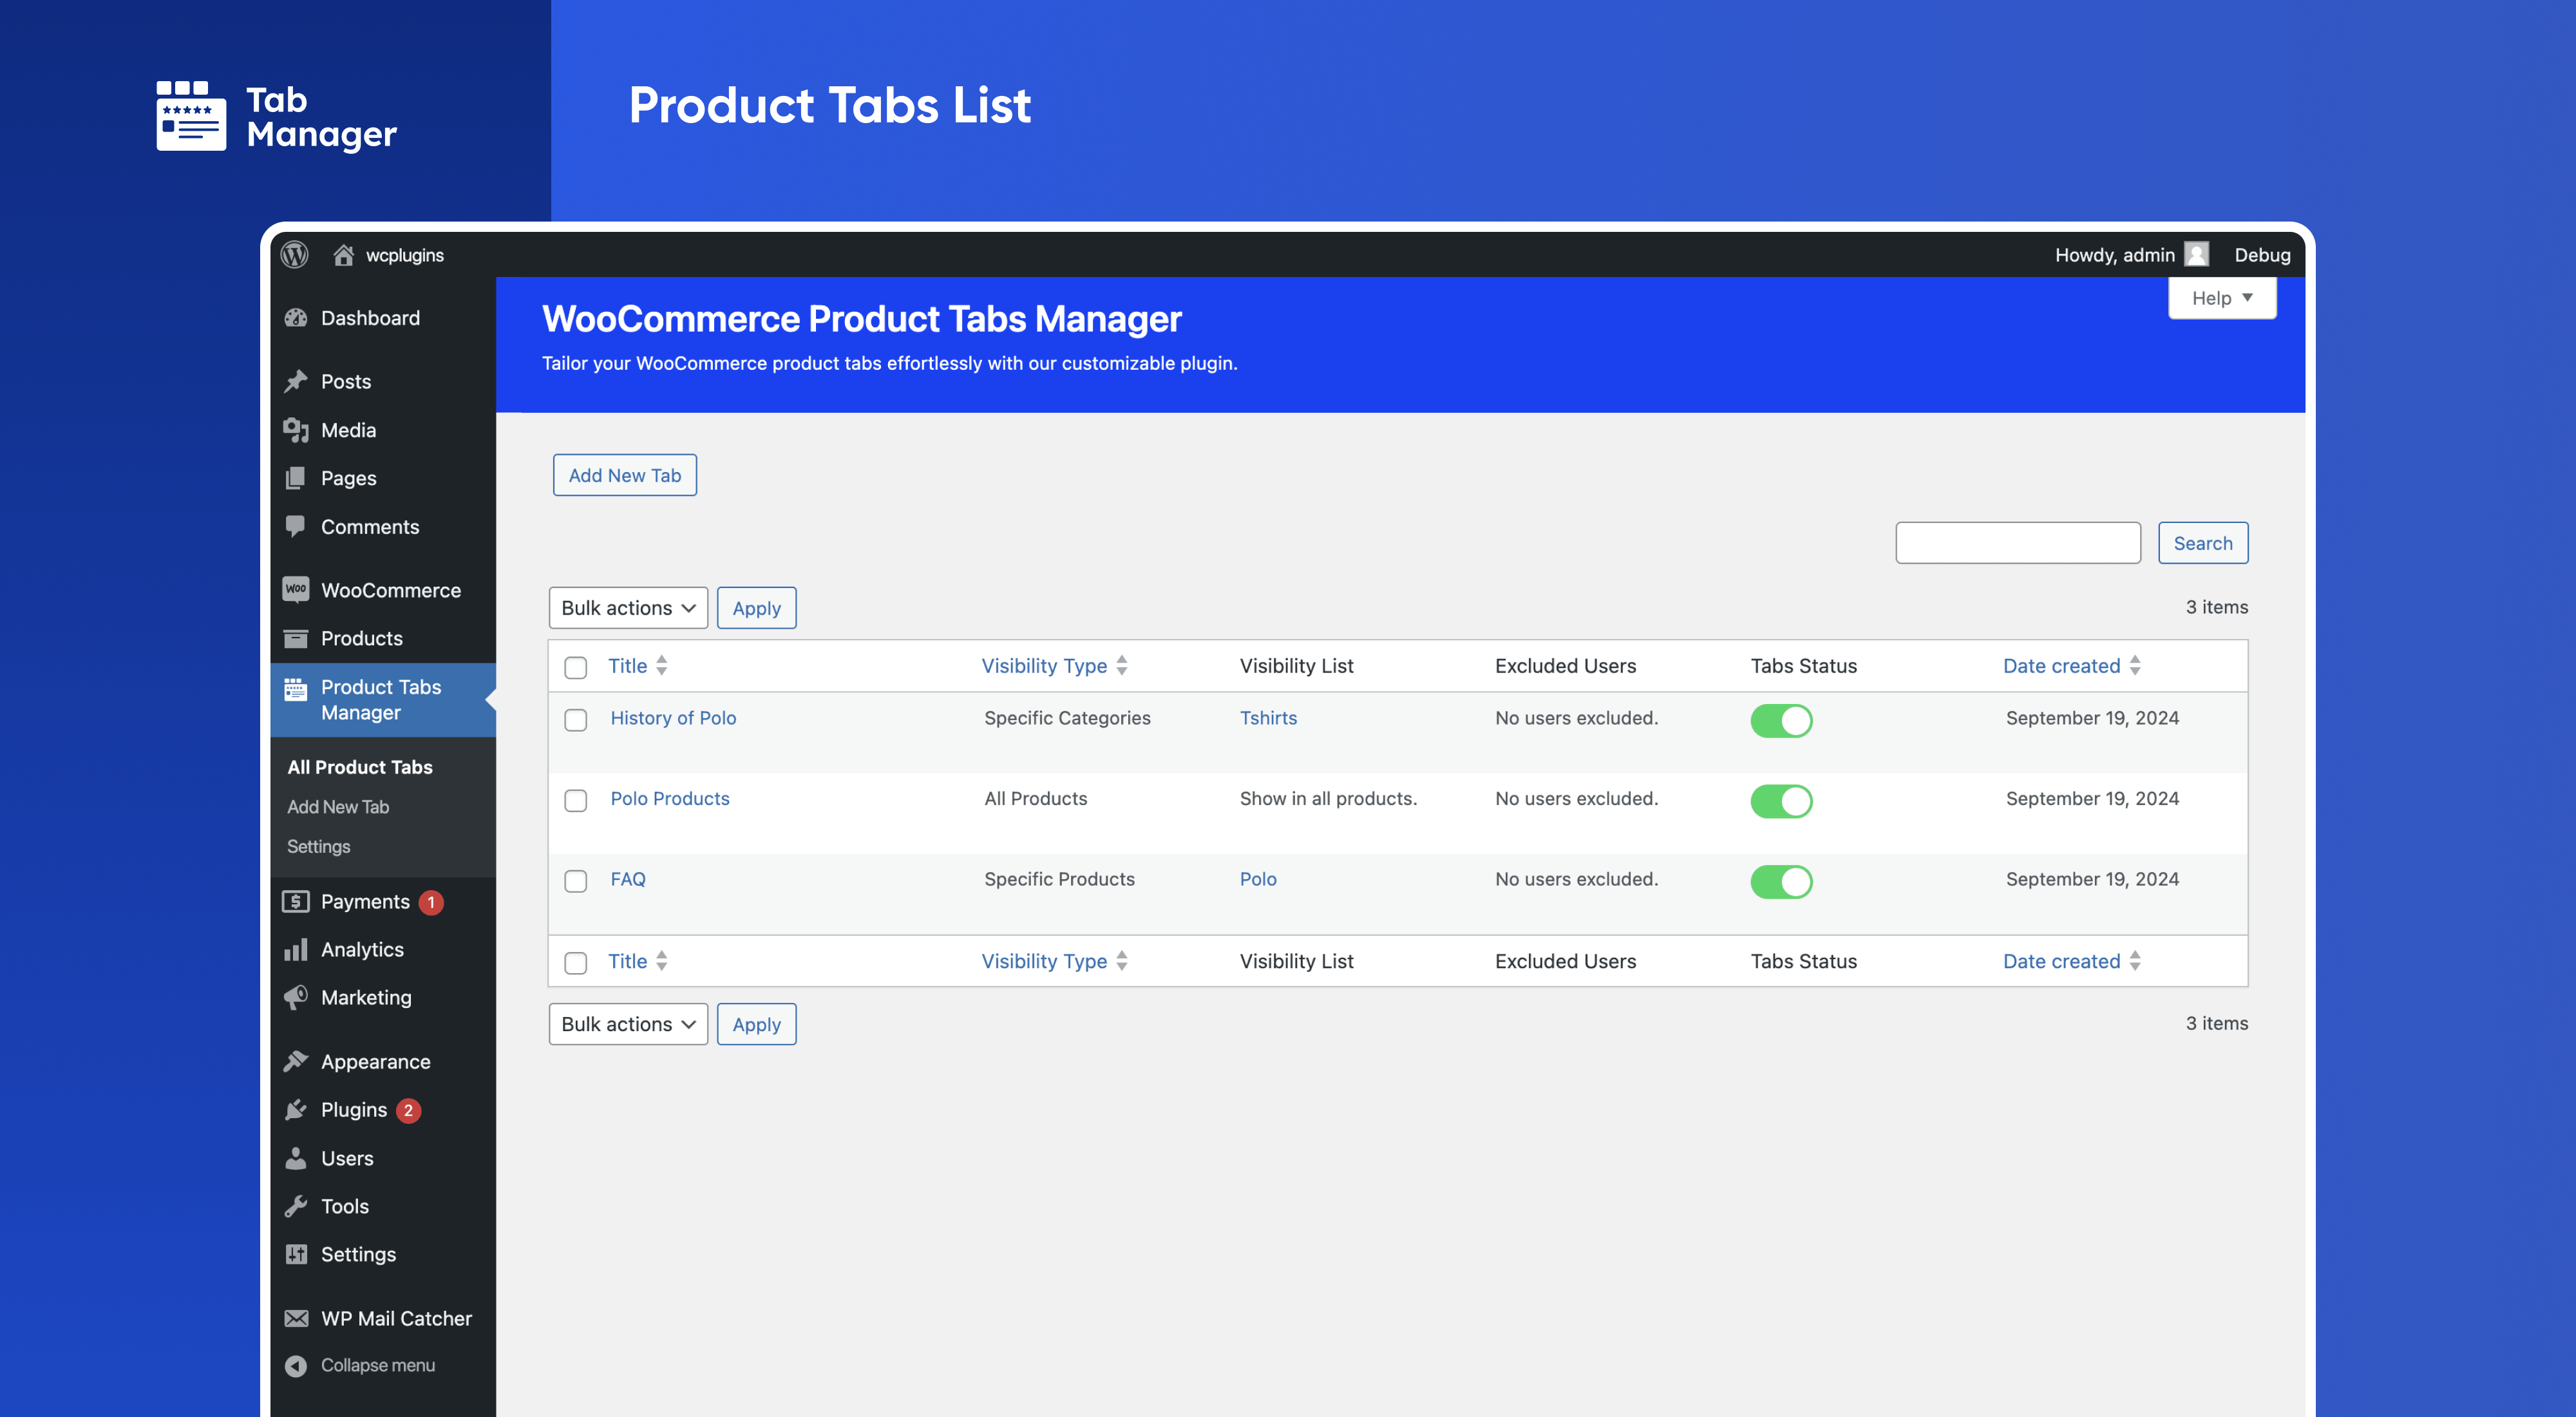 Tab
Manager
Product Tabs List
wcplugins
Howdy, admin
Debug
Help
Dashboard
Posts
Media
Pages
Comments
Woo
WooCommerce
Products
Product Tabs
Manager
All Product Tabs
Add New Tab
Settings
Payments 1
Analytics
Marketing
Appearance
Plugins 2
Users
Tools
Settings
WP Mail Catcher
Collapse menu
WooCommerce Product Tabs Manager
Tailor your WooCommerce product tabs effortlessly with our customizable plugin.
Add New Tab
Search
Bulk actions Apply 3 items
Title Visibility Type Visibility List Excluded Users Tabs Status Date created
History of Polo Specific Categories Tshirts No users excluded. September 19, 2024
Polo Products All Products Show in all products. No users excluded. September 19, 2024
FAQ Specific Products Polo No users excluded. September 19, 2024
Title Visibility Type Visibility List Excluded Users Tabs Status Date created
Bulk actions Apply 3 items